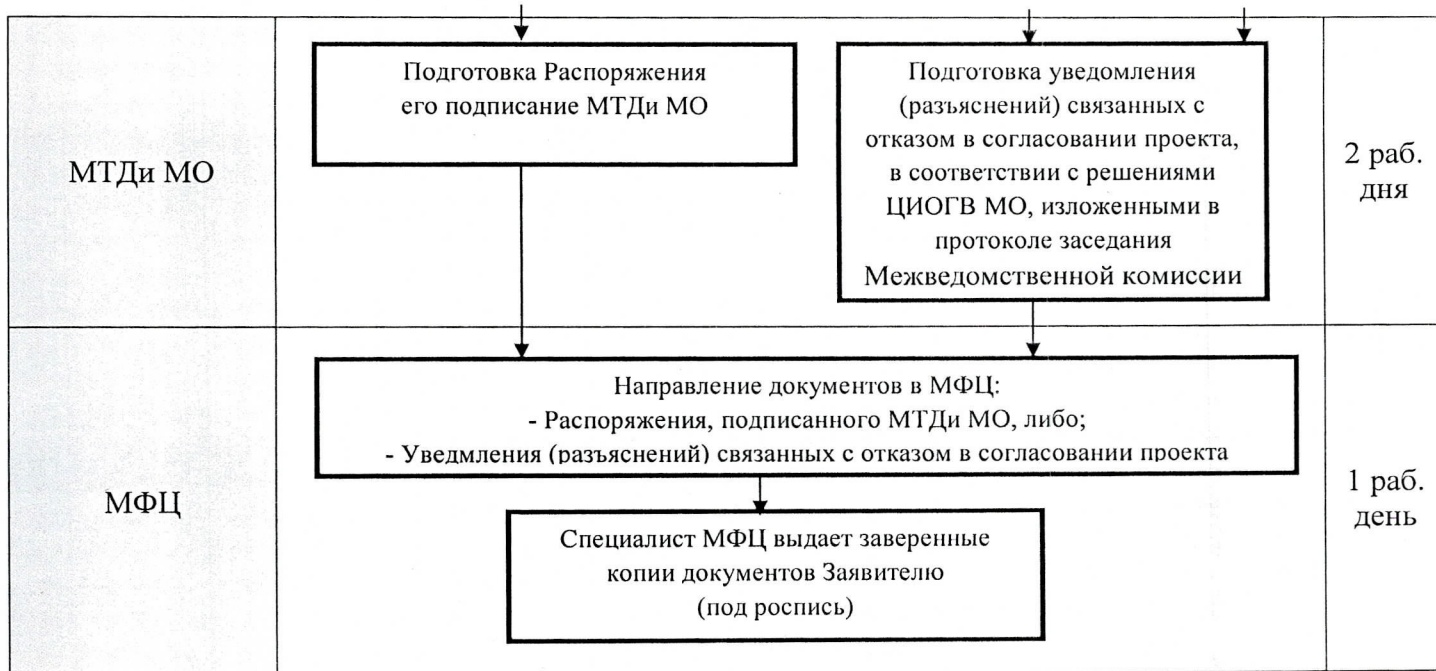 МТДи МО
Подготовка Распоряжения
его подписание МТДи МО
Подготовка уведомления
(разъяснений) связанных с
отказом в согласовании проекта,
в соответствии с решениями
ЦИОГВ МО, изложенными в
протоколе заседания
Межведомственной комиссии
2 раб.
дня
МФЦ
Направление документов в МФЦ:
- Распоряжения, подписанного МТДи МО, либо;
- Уведмления (разъяснений) связанных с отказом в согласовании проекта
Специалист МФЦ выдает заверенные
копии документов Заявителю
(под роспись)
1 раб.
день